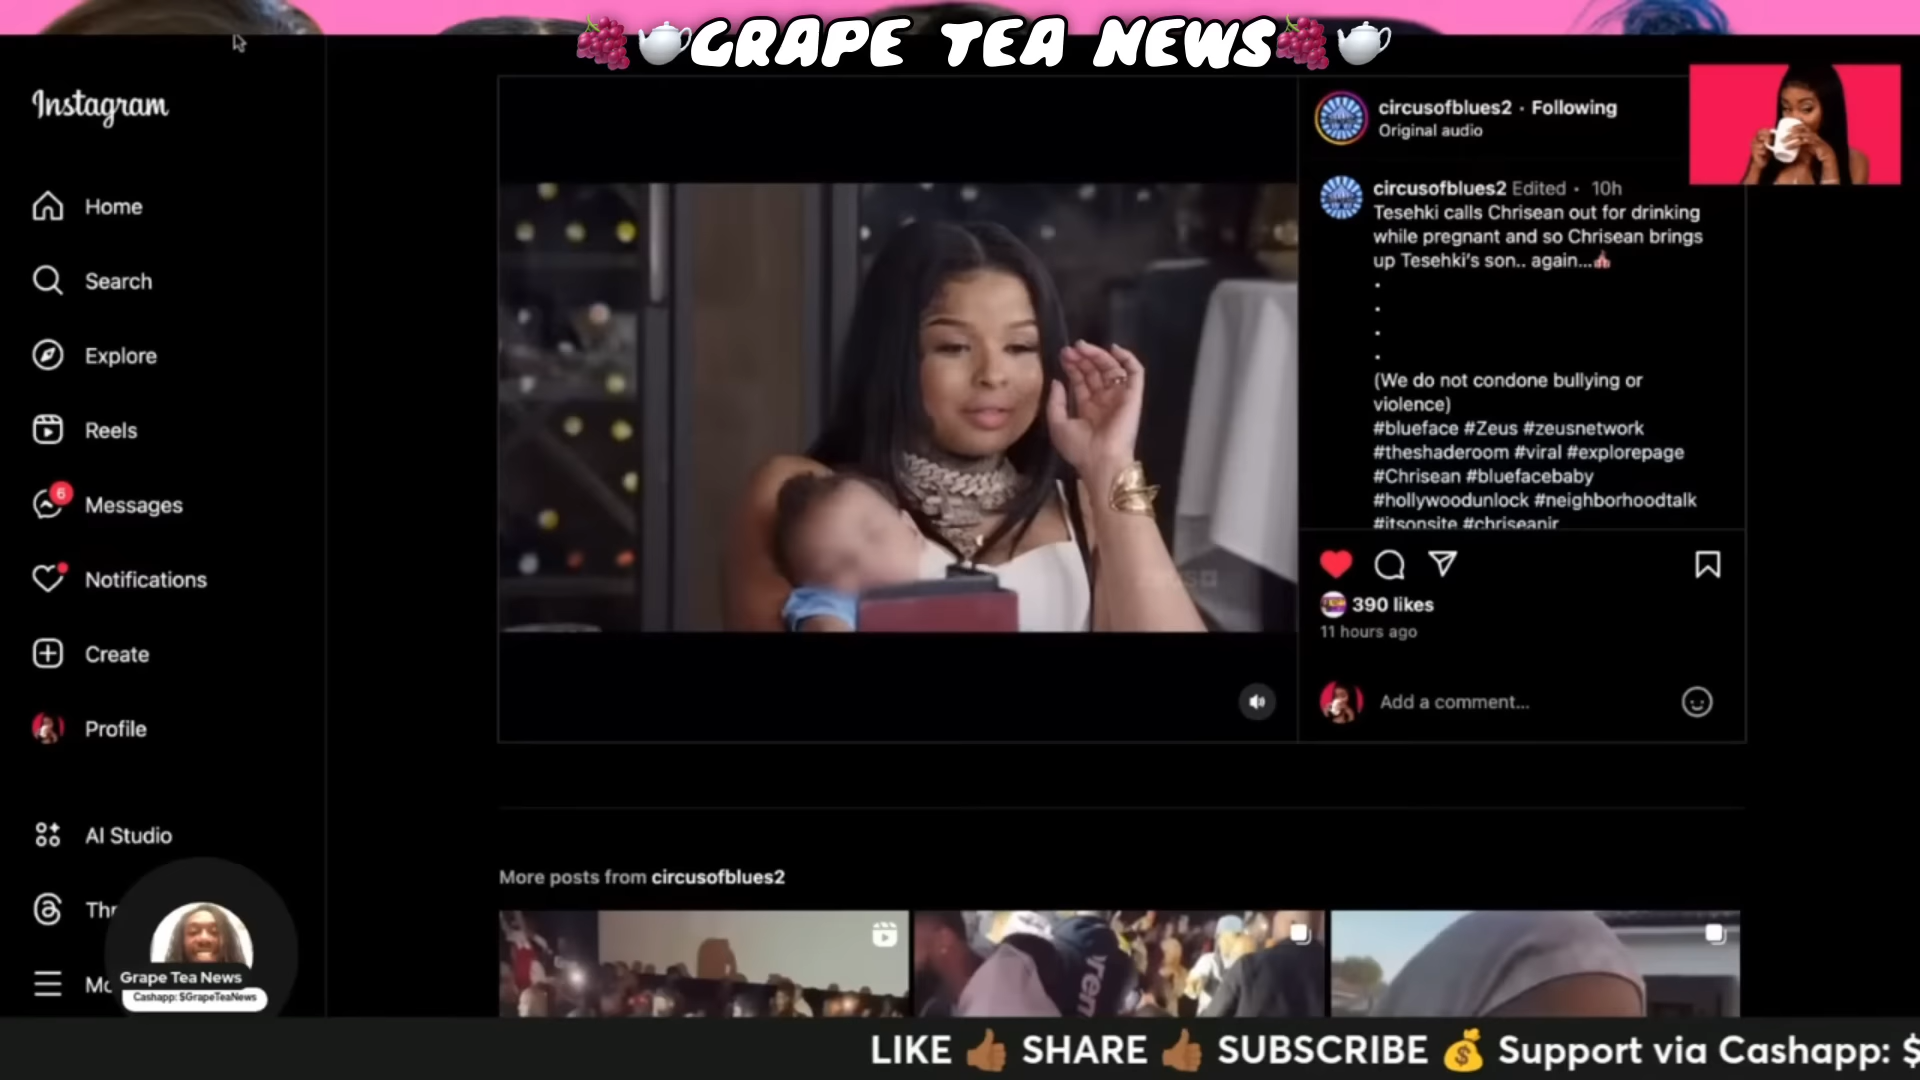 GRAPE TEA NEWS
Instagram
Home
Search
Explore
Reels
6
Messages
Notifications
Create
Profile
AI Studio
Grape Tea News
Cashapp: $GrapeTeaNews
circusofblues2 • Following
Original audio
circusofblues2 Edited • 10h
Tesehki calls Chrisean out for drinking
while pregnant and so Chrisean brings
up Tesehki's son.. again...
.
.
.
.
(We do not condone bullying or
violence)
#blueface #Zeus #zeusnetwork
#theshaderoom #viral #explorepage
#Chrisean #bluefacebaby
#hollywoodunlock #neighborhoodtalk
#itsonsite #chriseanjr
390 likes
11 hours ago
Add a comment...
More posts from circusofblues2
LIKE 👍🏾 SHARE 👍🏾 SUBSCRIBE 💰 Support via Cashapp: $